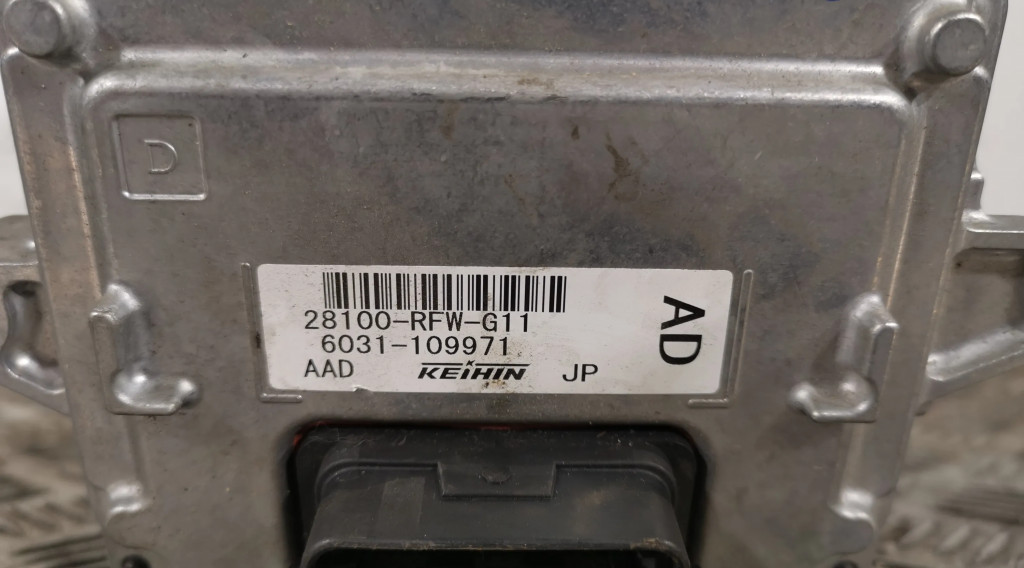 D
28100-RFW-G11
6031-109971
AAD KEIHIN JP
AD